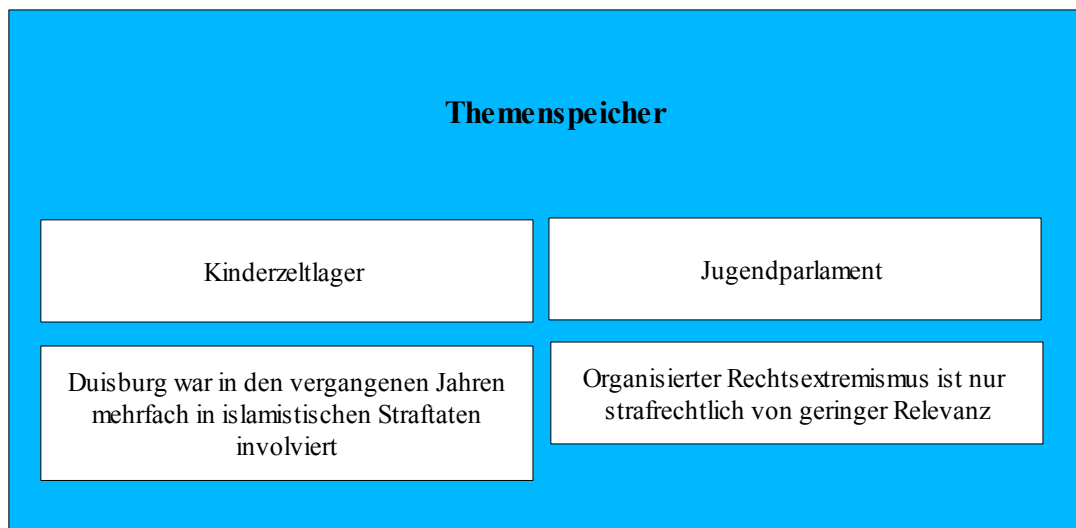 Themenspeicher
Kinderzeltlager
Jugendparlament
Duisburg war in den vergangenen Jahren
mehrfach in islamistischen Straftaten
involviert
Organisierter Rechtsextremismus ist nur
strafrechtlich von geringer Relevanz